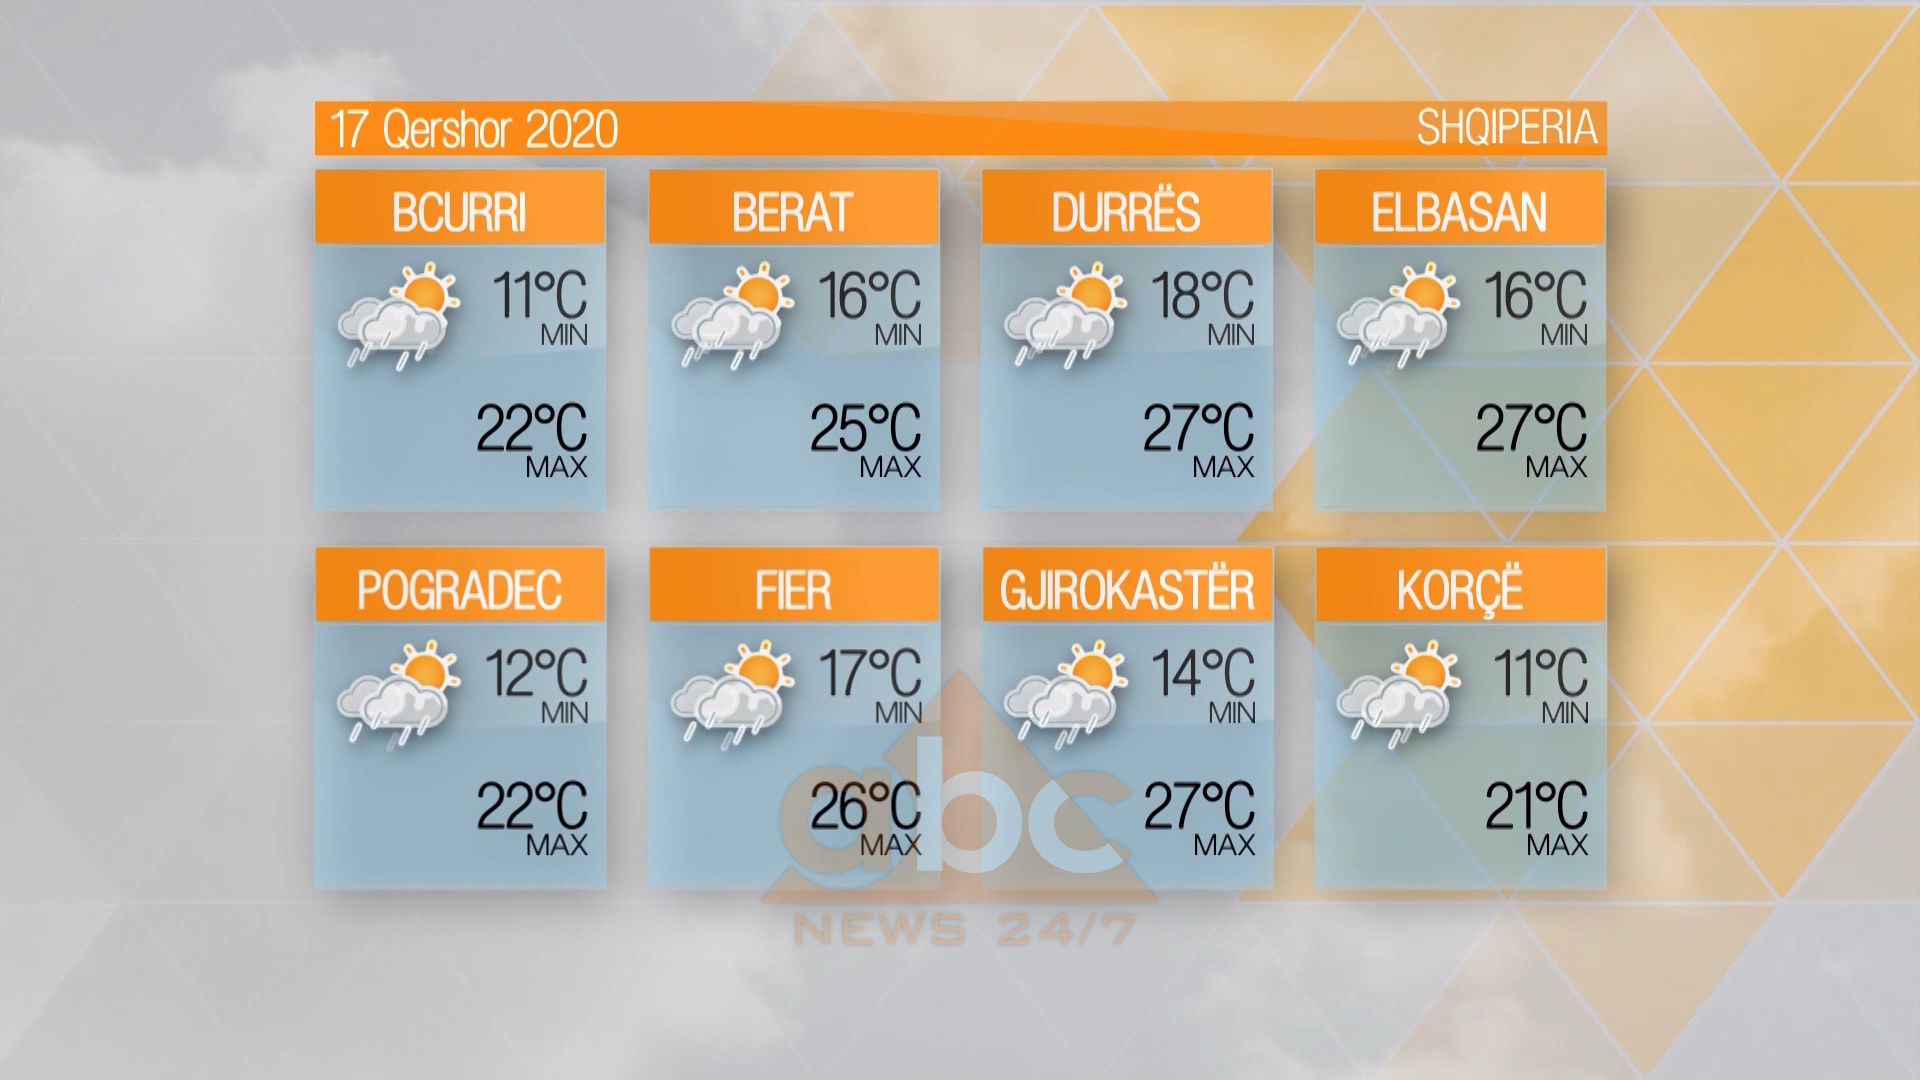 17 Qershor 2020
SHQIPERIA
BCURRI
11°C
MIN
22°C
MAX
BERAT
16°C
MIN
25°C
MAX
DURRËS
18°C
MIN
27°C
MAX
ELBASAN
16°C
MIN
27°C
MAX
POGRADEC
12°C
MIN
22°C
MAX
FIER
17°C
MIN
26°C
MAX
GJIROKASTËR
14°C
MIN
27°C
MAX
KORÇË
11°C
MIN
21°C
MAX
abc
NEWS 24/7